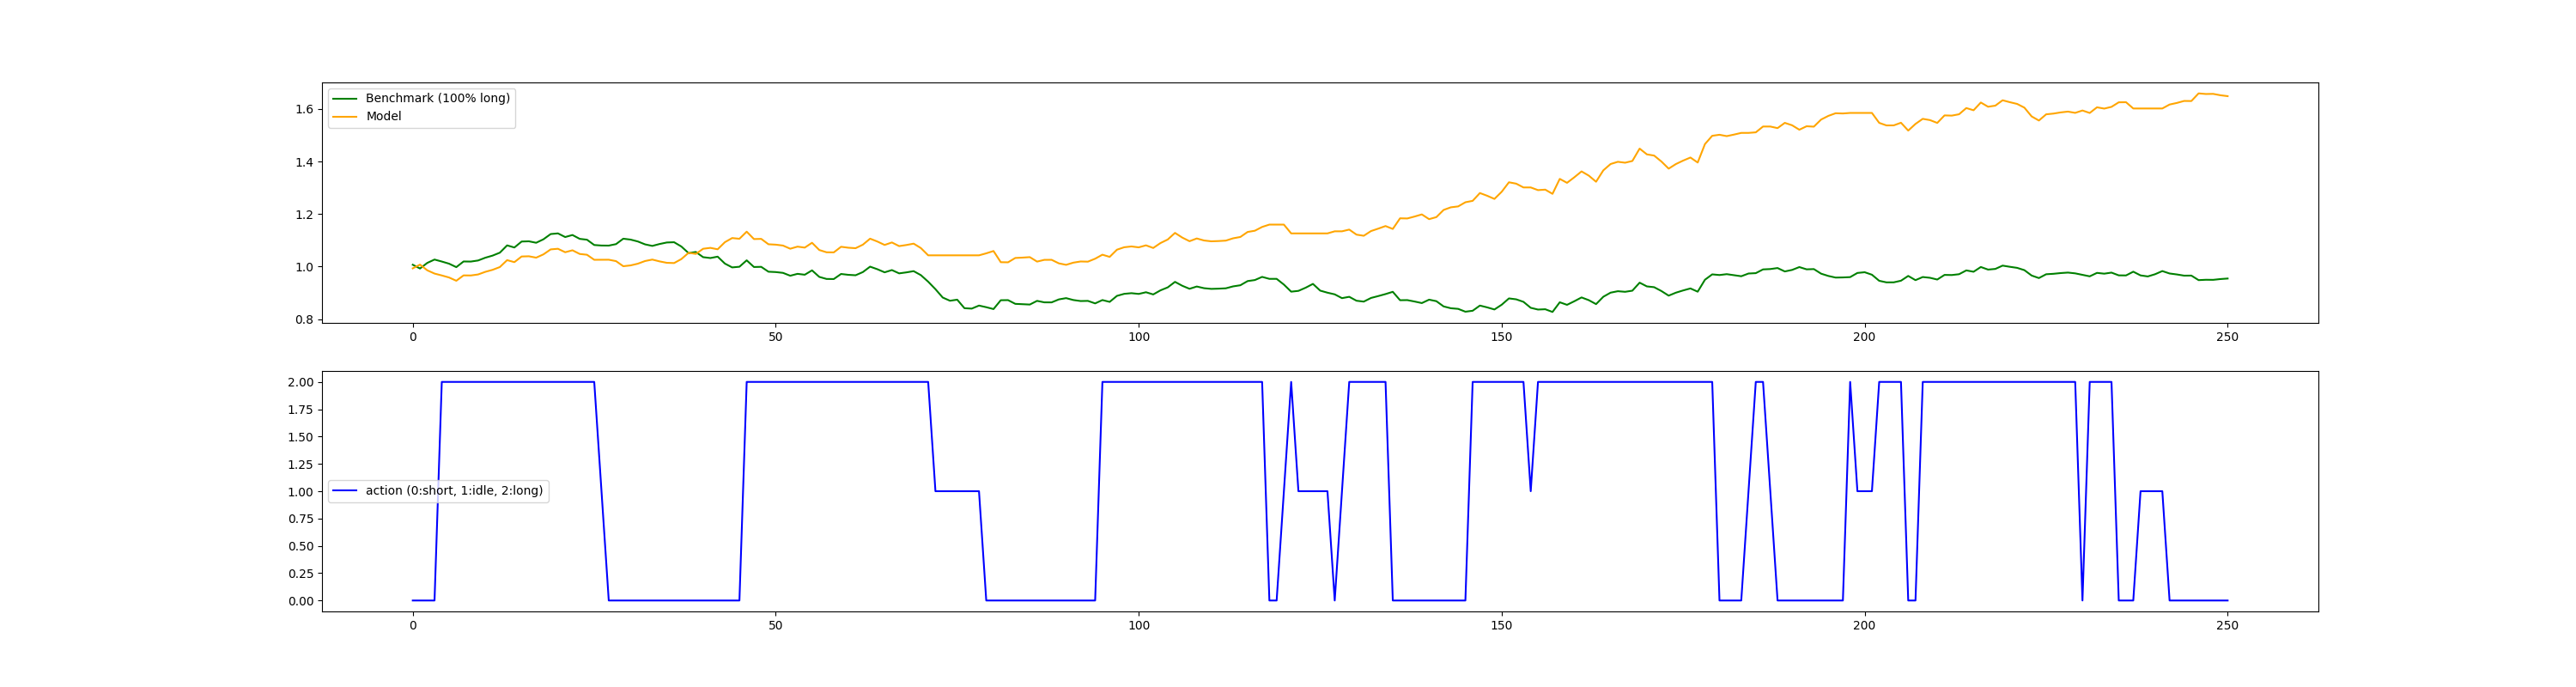 Benchmark (100% long)
Model
1.6
1.4
1.2
1.0
0.8
0 50 100 150 200 250
2.00
1.75
1.50
1.25
1.00
0.75
0.50
0.25
0.00
action (0:short, 1:idle, 2:long)
0 50 100 150 200 250